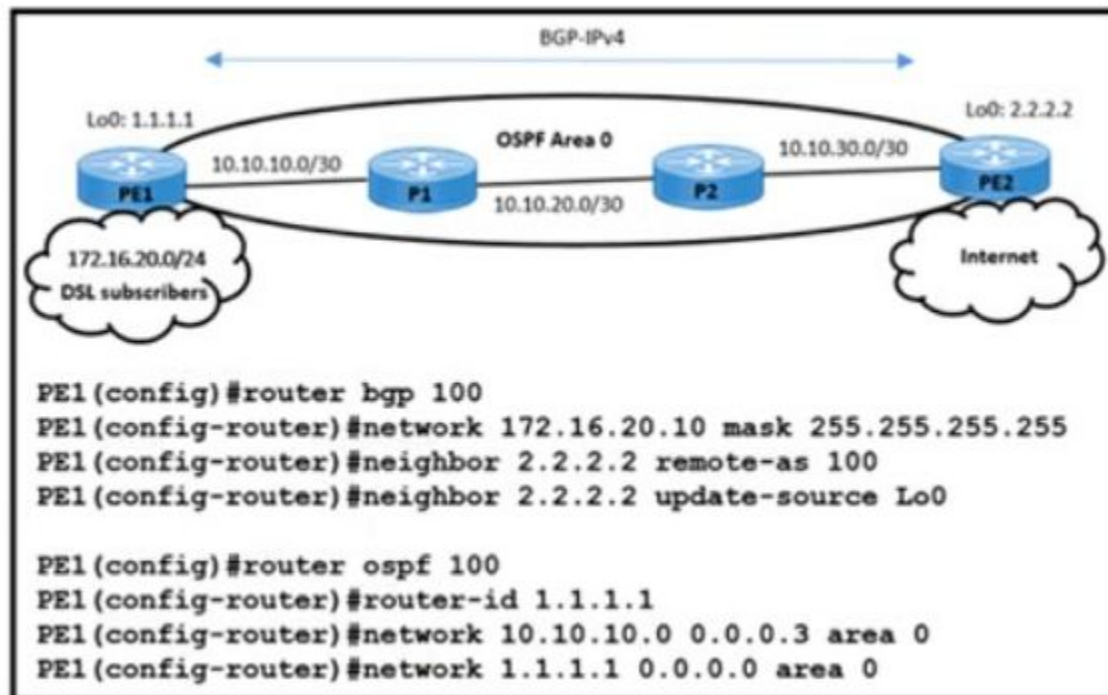 BGP-IPv4
Lo0: 1.1.1.1
Lo0: 2.2.2.2
OSPF Area 0
10.10.10.0/30
10.10.30.0/30
PE1
P1
P2
PE2
10.10.20.0/30
172.16.20.0/24
DSL subscribers
Internet
PE1(config)#router bgp 100
PE1(config-router)#network 172.16.20.10 mask 255.255.255.255
PE1(config-router)#neighbor 2.2.2.2 remote-as 100
PE1(config-router)#neighbor 2.2.2.2 update-source Lo0
PE1(config)#router ospf 100
PE1(config-router)#router-id 1.1.1.1
PE1(config-router)#network 10.10.10.0 0.0.0.3 area 0
PE1(config-router)#network 1.1.1.1 0.0.0.0 area 0